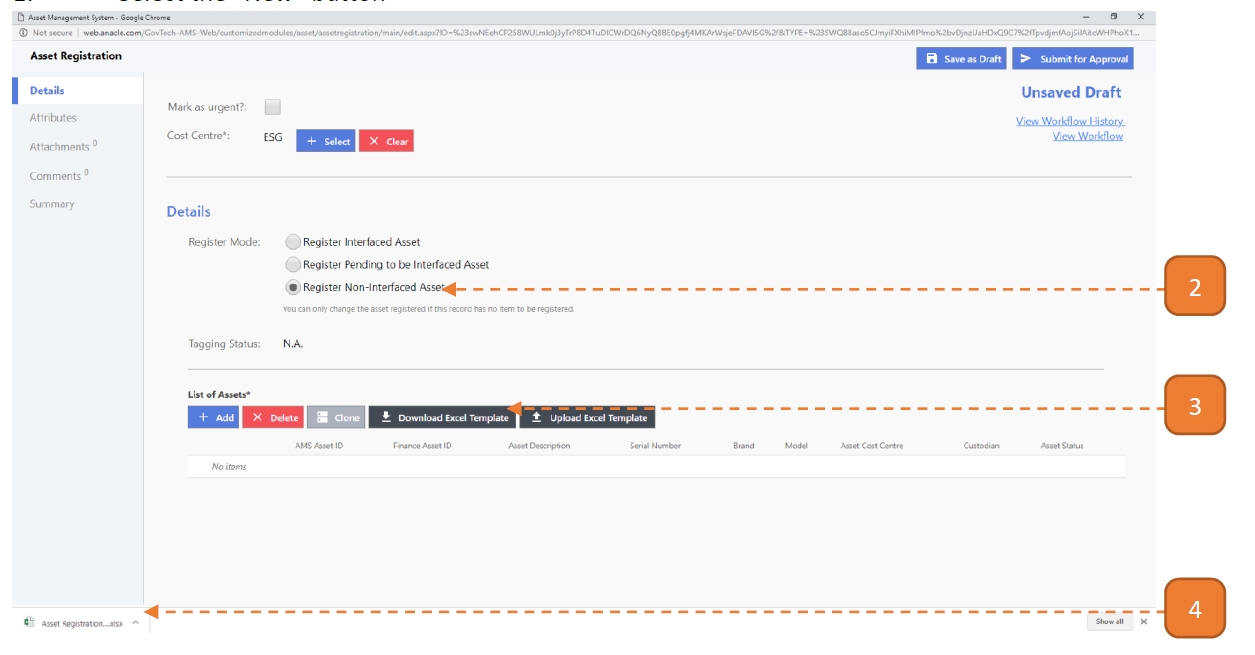 Select the "New" button
Asset Management System - Google Chrome
Not secure | web.anacle.com/GovTech-AMS-Web/customizedmodules/asset/assetregistration/main/edit.aspx?ID=
Asset Registration
Save as Draft
Submit for Approval
Details
Attributes
Attachments 0
Comments 0
Summary
Unsaved Draft
View Workflow History
View Workflow
Mark as urgent?:
Cost Centre*: ESG + Select X Clear
Details
Register Mode: Register Interfaced Asset
Register Pending to be Interfaced Asset
Register Non-Interfaced Asset
2
You can only change the asset registered if this record has no item to be registered.
Tagging Status: N.A.
List of Assets*
+ Add X Delete Clone Download Excel Template Upload Excel Template
3
AMS Asset ID Finance Asset ID Asset Description Serial Number Brand Model Asset Cost Centre Custodian Asset Status
No items
4
Asset Registration....xlsx
Show all X